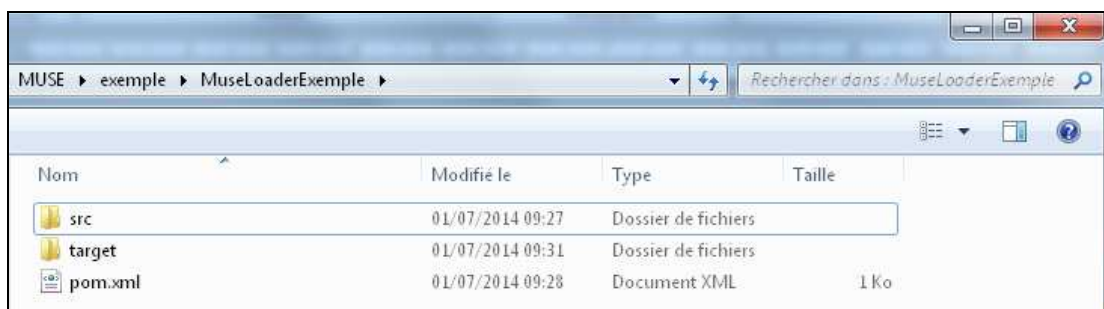 MUSE ▸ exemple ▸ MuseLoaderExemple ▸ Rechercher dans : MuseLoaderExemple
Nom Modifié le Type Taille
src 01/07/2014 09:27 Dossier de fichiers
target 01/07/2014 09:31 Dossier de fichiers
pom.xml 01/07/2014 09:28 Document XML 1 Ko